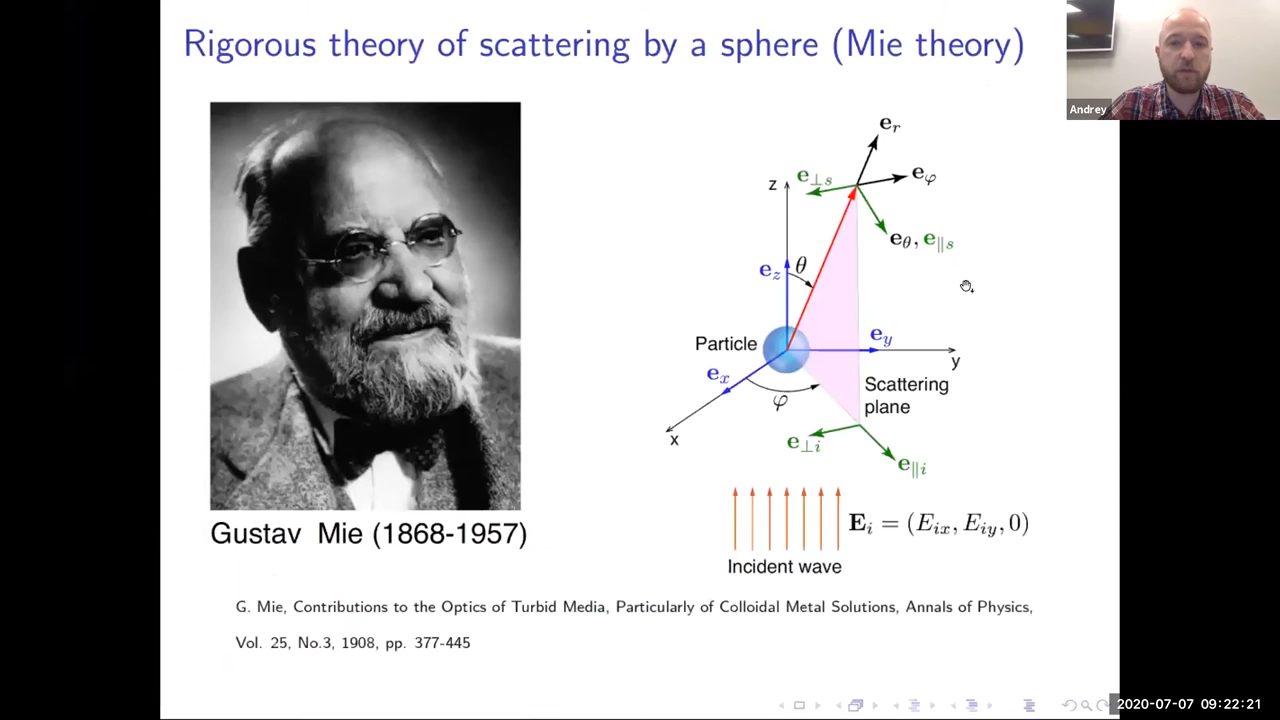 Rigorous theory of scattering by a sphere (Mie theory)
Andrey
e_r
e_⊥s
z
e_φ
e_θ, e_∥s
e_z
θ
Particle
e_y
y
e_x
Scattering
plane
φ
x
e_⊥i
e_∥i
E_i = (E_ix, E_iy, 0)
Incident wave
Gustav Mie (1868-1957)
G. Mie, Contributions to the Optics of Turbid Media, Particularly of Colloidal Metal Solutions, Annals of Physics,
Vol. 25, No.3, 1908, pp. 377-445
2020-07-07 09:22:21